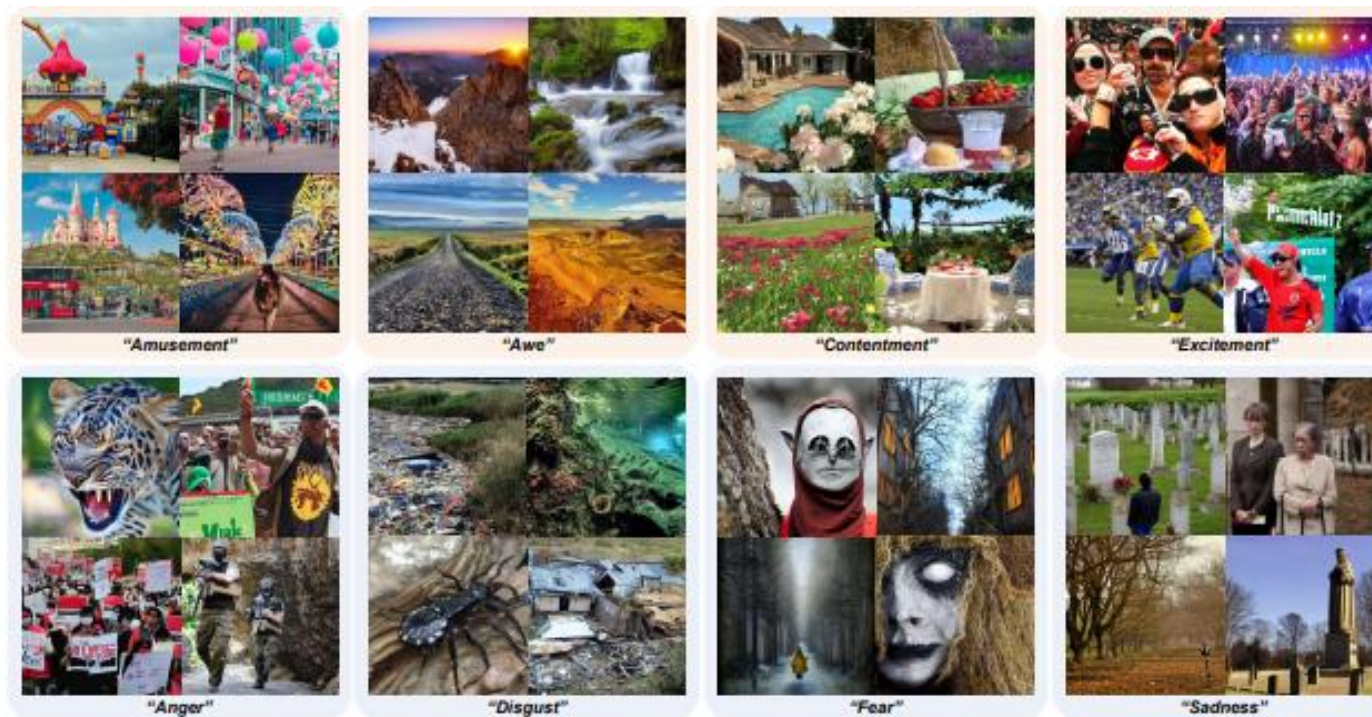 “Amusement”
“Awe”
“Contentment”
“Excitement”
“Anger”
“Disgust”
“Fear”
“Sadness”